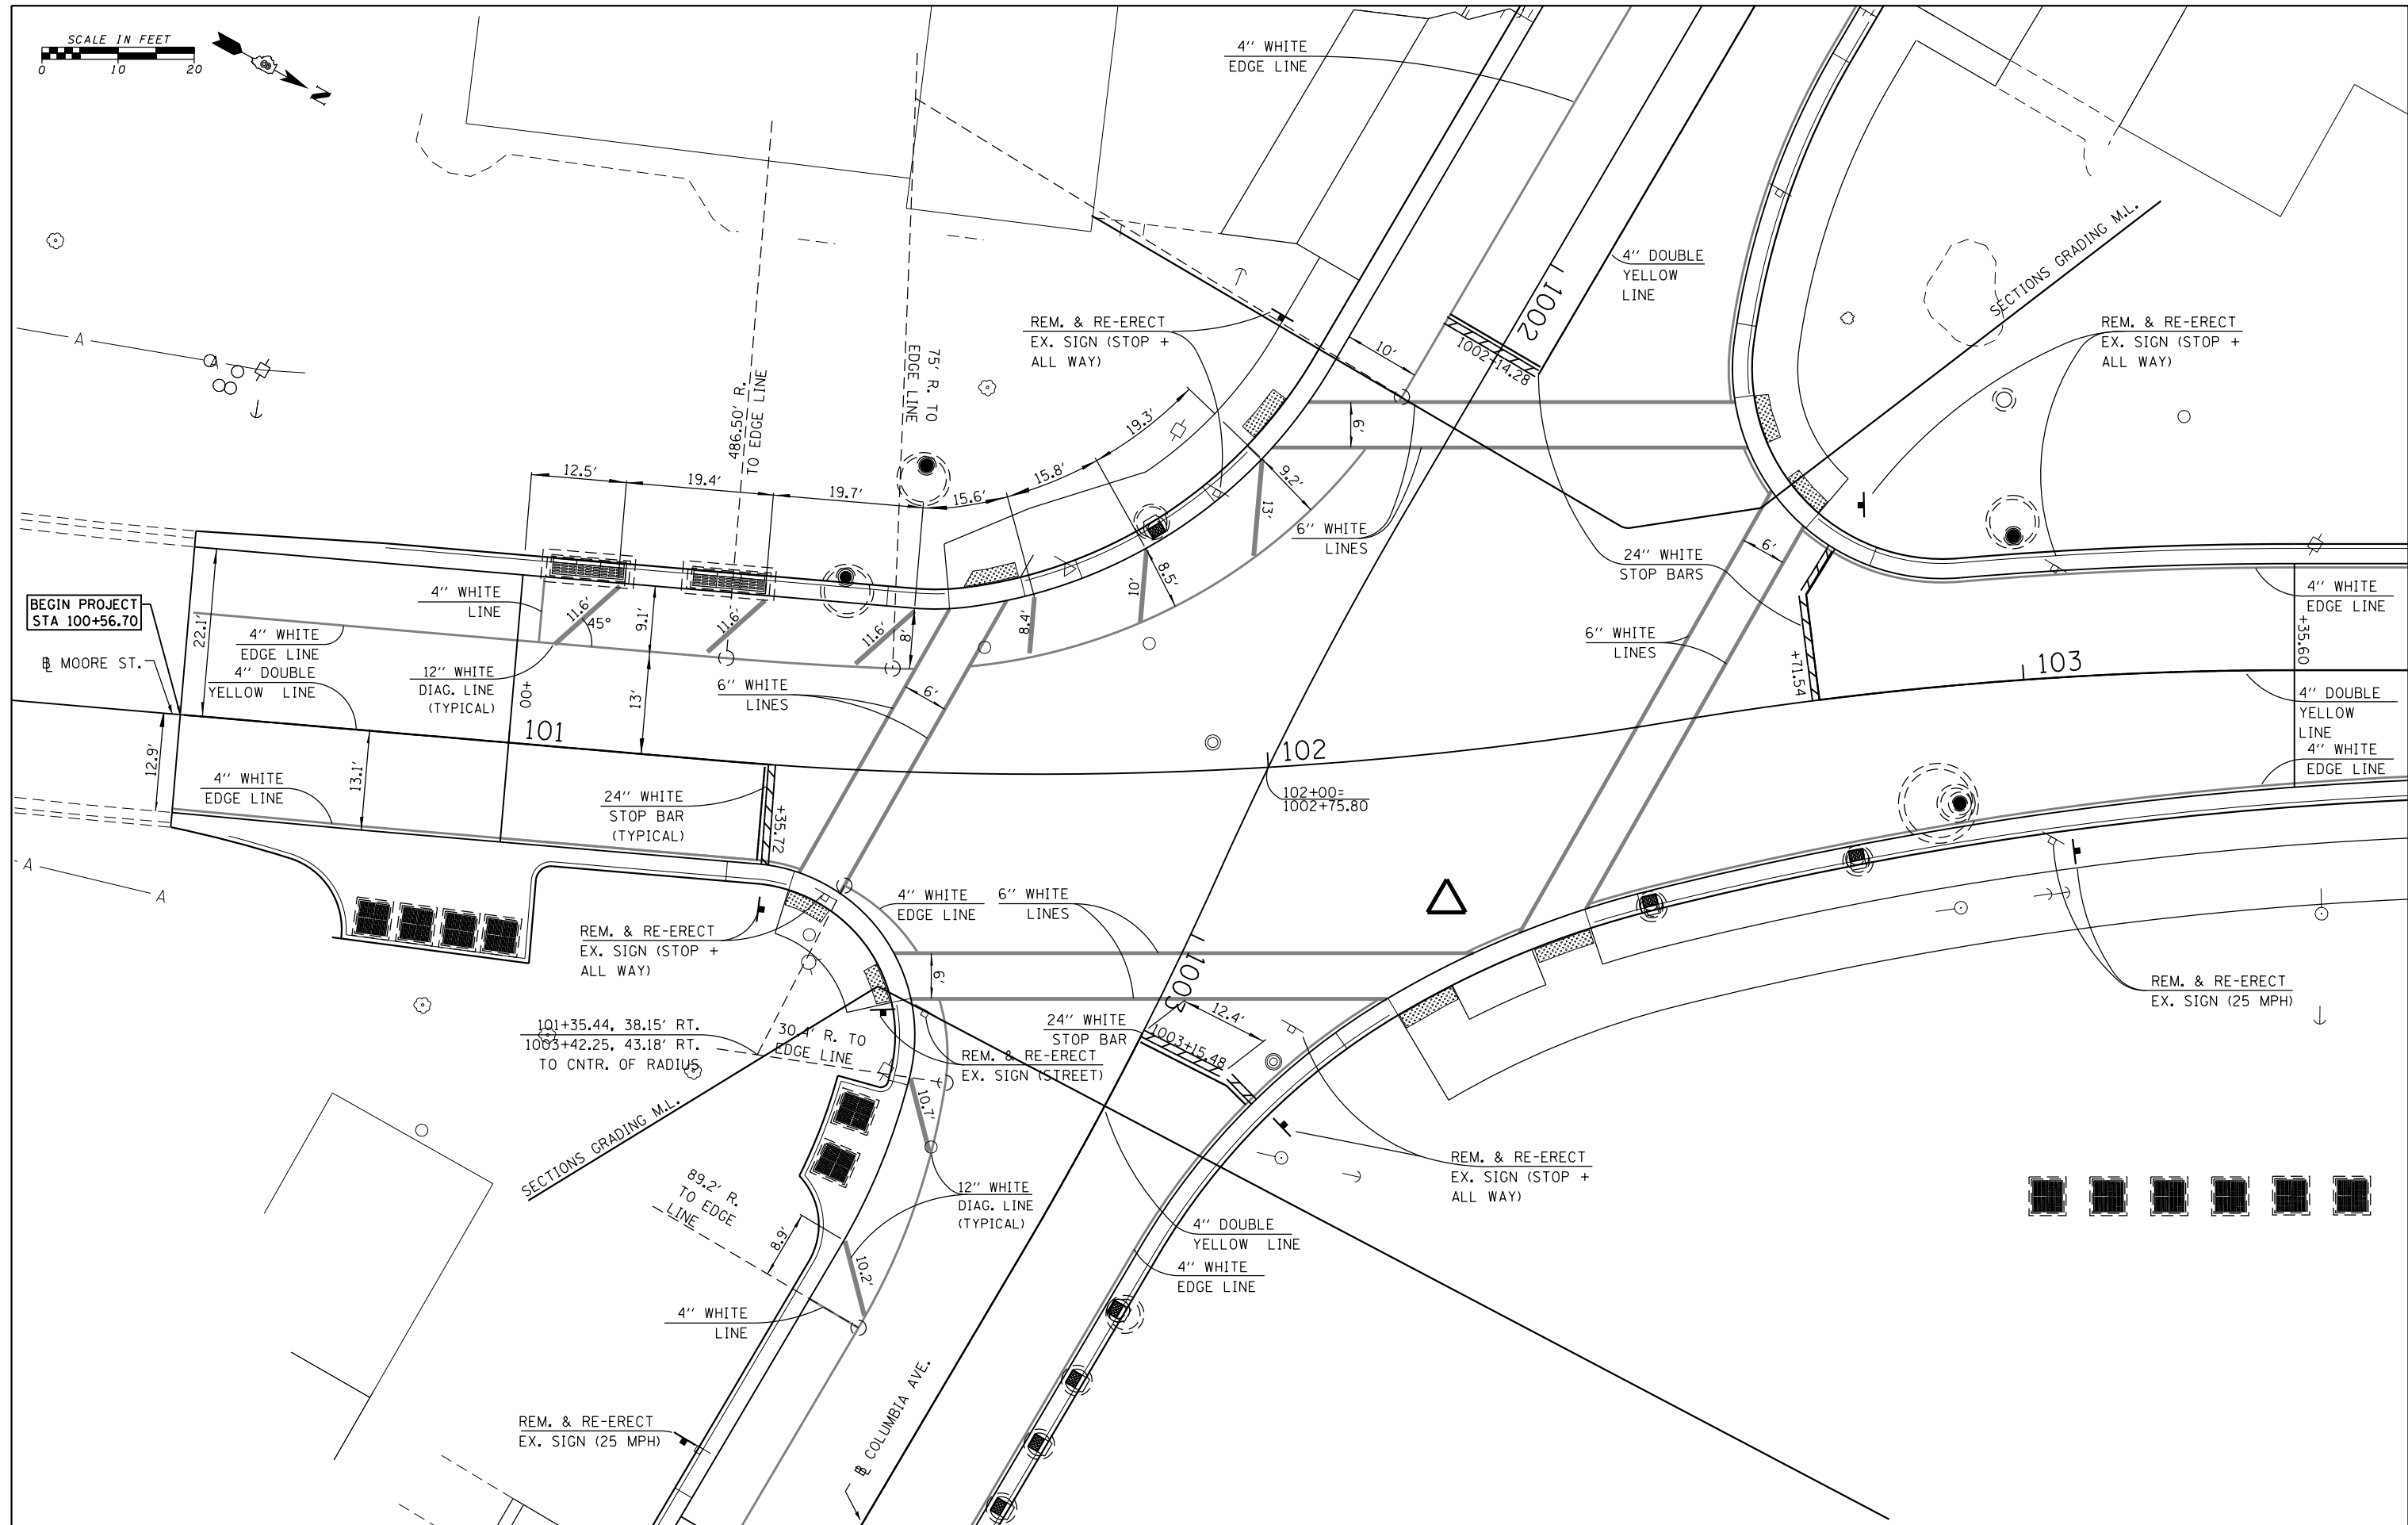 SCALE IN FEET
0 10 20
N
4'' WHITE
EDGE LINE
1002
4'' DOUBLE
YELLOW
LINE
SECTIONS GRADING M.L.
REM. & RE-ERECT
EX. SIGN (STOP +
ALL WAY)
REM. & RE-ERECT
EX. SIGN (STOP +
ALL WAY)
A
A
486.50' R.
TO EDGE LINE
75' R. TO
EDGE LINE
10'
1002+14.28
12.5'
19.4'
19.7'
15.6'
15.8'
19.3'
6'
9.2'
13'
6'' WHITE
LINES
24'' WHITE
STOP BARS
6'
BEGIN PROJECT
STA 100+56.70
℄ MOORE ST.
22.1'
4'' WHITE
LINE
4'' WHITE
EDGE LINE
4'' DOUBLE
YELLOW LINE
12'' WHITE
DIAG. LINE
(TYPICAL)
11.6'
45°
9.1'
11.6'
11.6'
8'
8.4'
10'
8.5'
+00
101
13'
6'' WHITE
LINES
6'
6'' WHITE
LINES
+71.54
103
4'' WHITE
EDGE LINE
+35.60
4'' DOUBLE
YELLOW
LINE
4'' WHITE
EDGE LINE
102
102+00=
1002+75.80
12.9'
13.1'
4'' WHITE
EDGE LINE
24'' WHITE
STOP BAR
(TYPICAL)
+35.72
A
A
4'' WHITE
EDGE LINE
6'' WHITE
LINES
REM. & RE-ERECT
EX. SIGN (STOP +
ALL WAY)
6'
1003
12.4'
24'' WHITE
STOP BAR
1003+15.48
REM. & RE-ERECT
EX. SIGN (25 MPH)
101+35.44, 38.15' RT.
1003+42.25, 43.18' RT.
TO CNTR. OF RADIUS
30.4' R. TO
EDGE LINE
REM. & RE-ERECT
EX. SIGN (STREET)
SECTIONS GRADING M.L.
10.7'
89.2' R.
TO EDGE
LINE
12'' WHITE
DIAG. LINE
(TYPICAL)
REM. & RE-ERECT
EX. SIGN (STOP +
ALL WAY)
8.9'
10.2'
4'' DOUBLE
YELLOW LINE
4'' WHITE
EDGE LINE
4'' WHITE
LINE
REM. & RE-ERECT
EX. SIGN (25 MPH)
℄ COLUMBIA AVE.